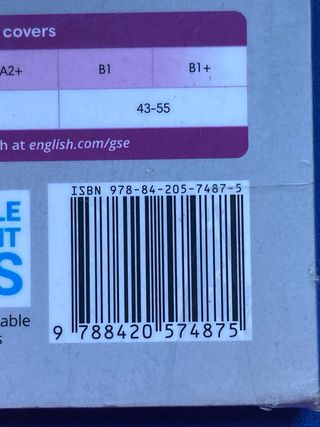 covers
A2+ B1 B1+
43-55
h at english.com/gse
LE
NT
S
able
s
ISBN 978-84-205-7487-5
9 788420 574875